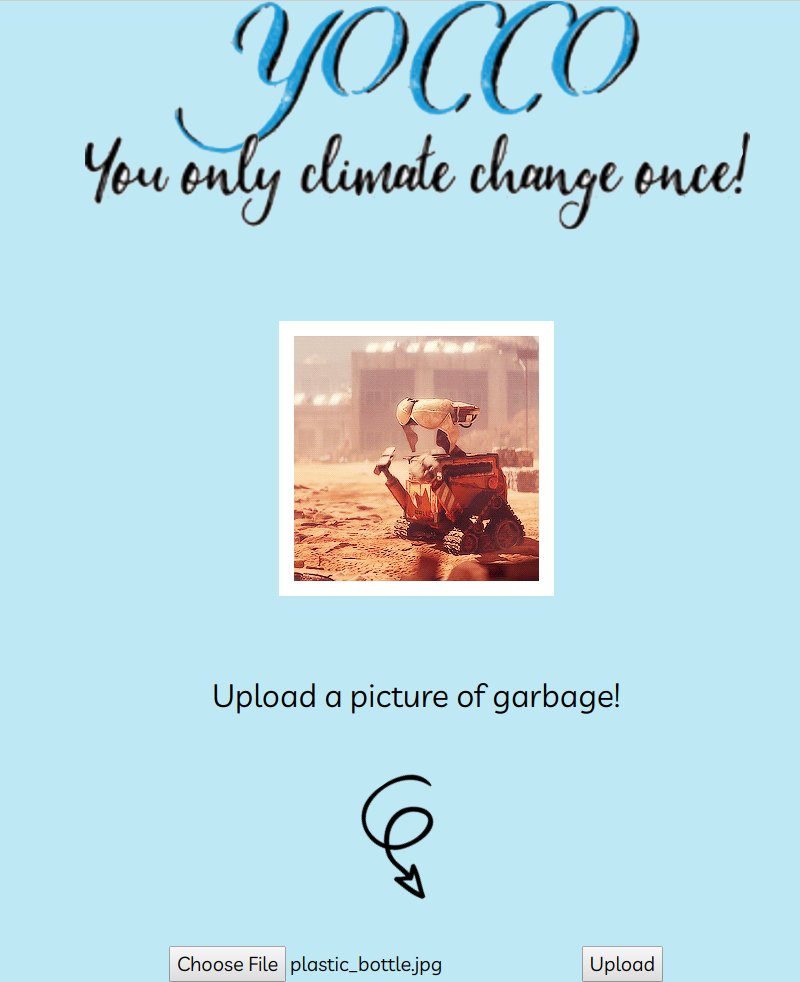 YOCCO
You only climate change once!
Upload a picture of garbage!
Choose File plastic_bottle.jpg Upload